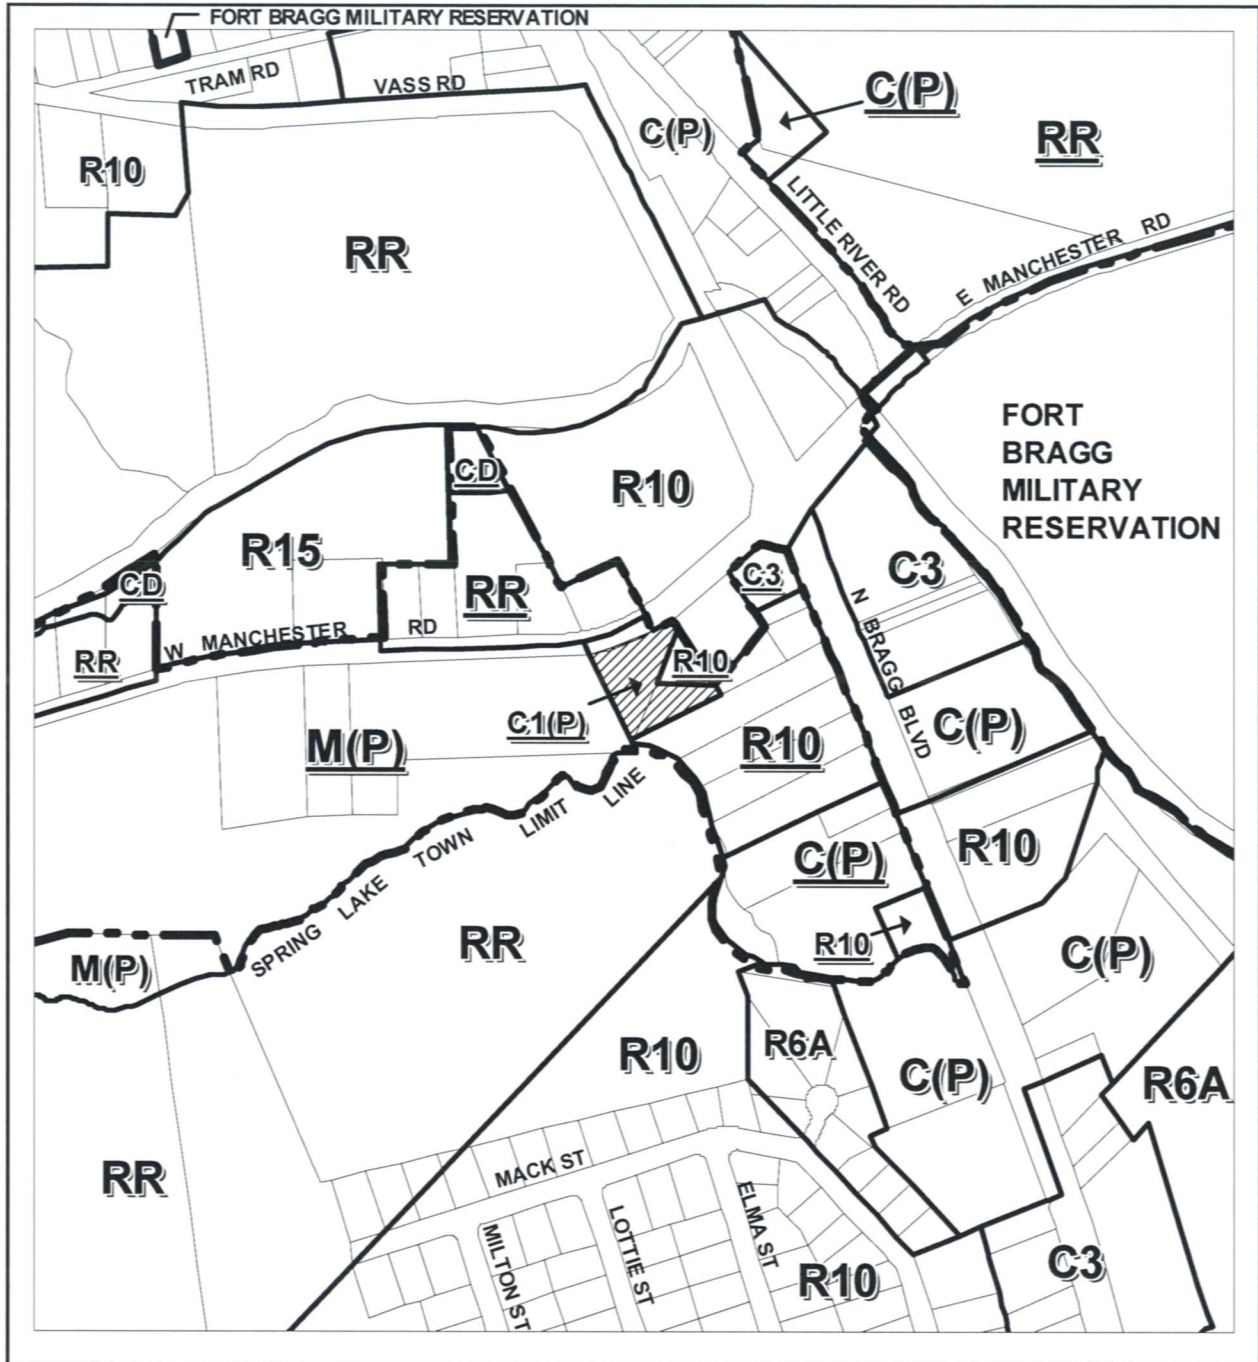 FORT BRAGG MILITARY RESERVATION
TRAM RD
VASS RD
C(P)
C(P)
RR
R10
RR
LITTLE RIVER RD
E MANCHESTER RD
FORT
BRAGG
MILITARY
RESERVATION
CD
R10
R15
C3
CD
RR
C3
W MANCHESTER RD
N BRAGG BLVD
RR
R10
C1(P)
C(P)
M(P)
R10
SPRING LAKE TOWN LIMIT LINE
C(P)
R10
RR
R10
C(P)
M(P)
R10
R6A
C(P)
R6A
RR
MACK ST
MILTON ST
LOTTIE ST
ELMA ST
R10
C3